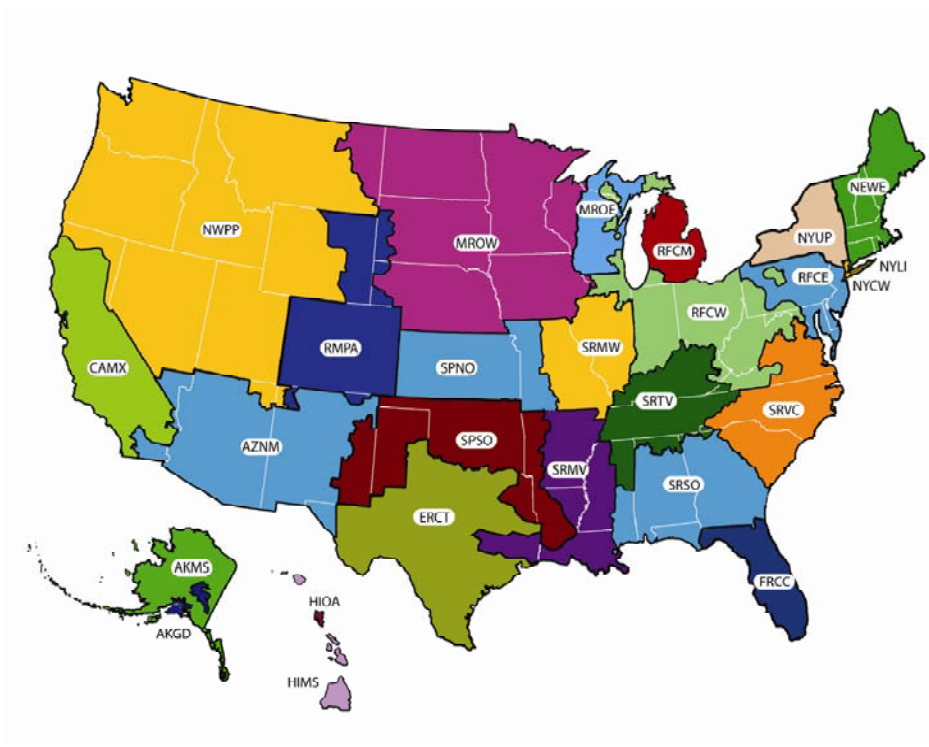 NEWE
MROE
NWPP
NYUP
MROW
RFCM
NYLI
RFCE
NYCW
RFCW
RMPA
SRMW
CAMX
SPNO
SRTV
SRVC
AZNM
SPSO
SRMV
SRSO
ERCT
AKMS
FRCC
HIOA
AKGD
HIMS